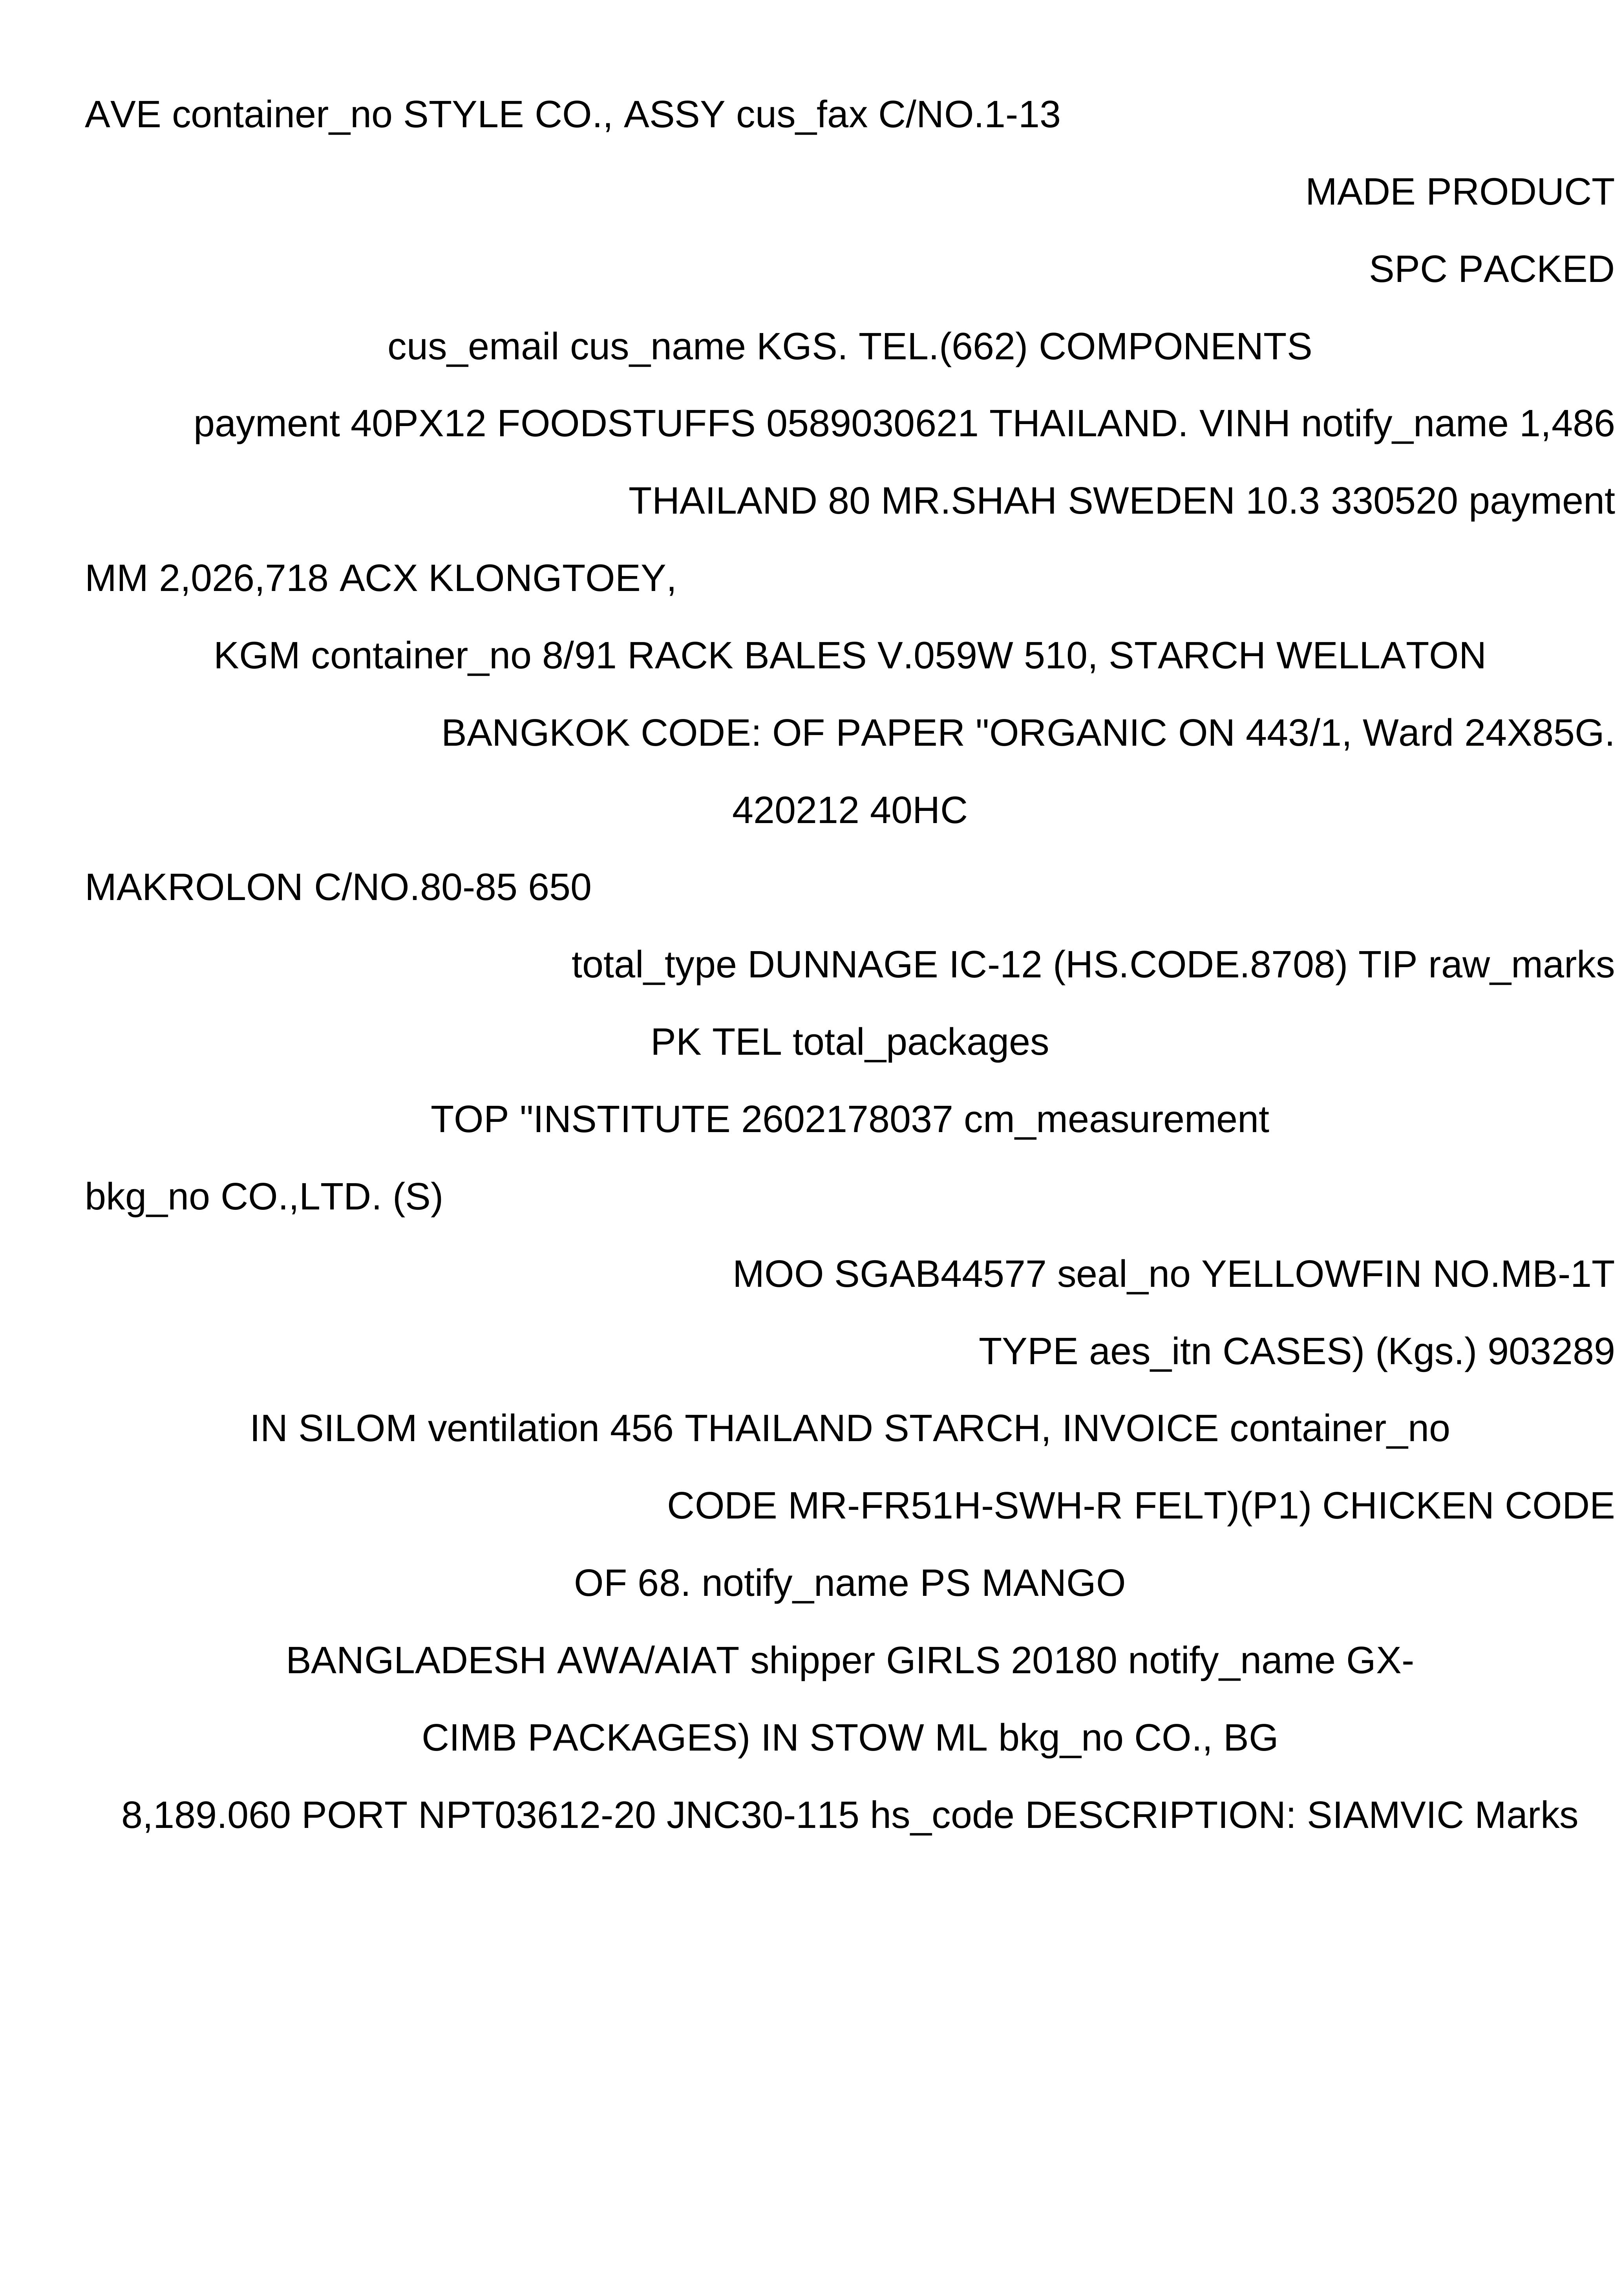 AVE container_no STYLE CO., ASSY cus_fax C/NO.1-13
MADE PRODUCT
SPC PACKED
cus_email cus_name KGS. TEL.(662) COMPONENTS
payment 40PX12 FOODSTUFFS 0589030621 THAILAND. VINH notify_name 1,486
THAILAND 80 MR.SHAH SWEDEN 10.3 330520 payment
MM 2,026,718 ACX KLONGTOEY,
KGM container_no 8/91 RACK BALES V.059W 510, STARCH WELLATON
BANGKOK CODE: OF PAPER "ORGANIC ON 443/1, Ward 24X85G.
420212 40HC
MAKROLON C/NO.80-85 650
total_type DUNNAGE IC-12 (HS.CODE.8708) TIP raw_marks
PK TEL total_packages
TOP "INSTITUTE 2602178037 cm_measurement
bkg_no CO.,LTD. (S)
MOO SGAB44577 seal_no YELLOWFIN NO.MB-1T
TYPE aes_itn CASES) (Kgs.) 903289
IN SILOM ventilation 456 THAILAND STARCH, INVOICE container_no
CODE MR-FR51H-SWH-R FELT)(P1) CHICKEN CODE
OF 68. notify_name PS MANGO
BANGLADESH AWA/AIAT shipper GIRLS 20180 notify_name GX-
CIMB PACKAGES) IN STOW ML bkg_no CO., BG
8,189.060 PORT NPT03612-20 JNC30-115 hs_code DESCRIPTION: SIAMVIC Marks